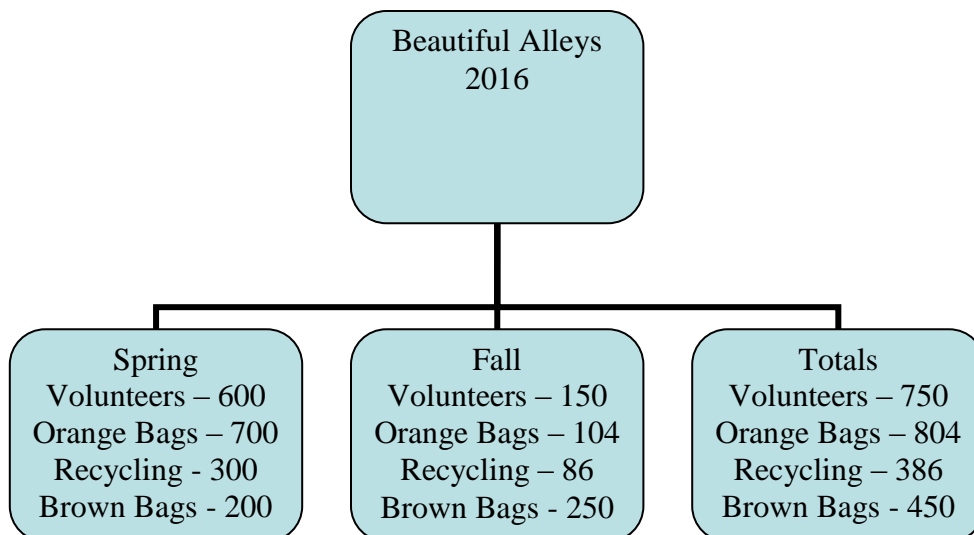 Beautiful Alleys
2016
Spring
Volunteers – 600
Orange Bags – 700
Recycling - 300
Brown Bags - 200
Fall
Volunteers – 150
Orange Bags – 104
Recycling – 86
Brown Bags - 250
Totals
Volunteers – 750
Orange Bags – 804
Recycling – 386
Brown Bags - 450